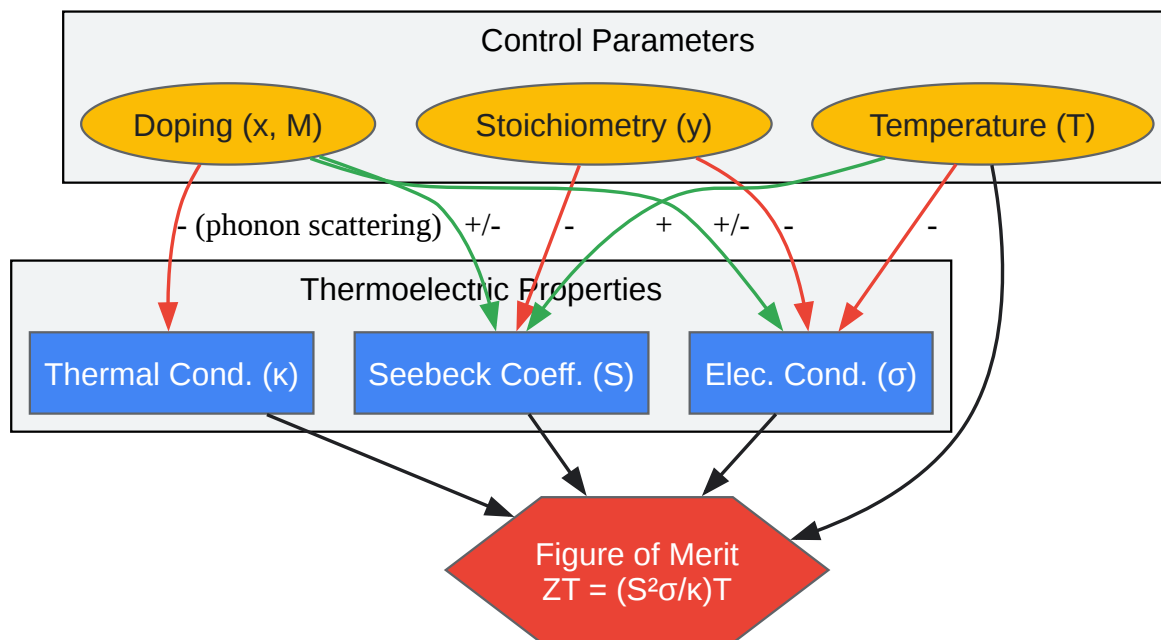 Control Parameters
Doping (x, M)
Stoichiometry (y)
Temperature (T)
- (phonon scattering)
+/-
-
+
+/-
-
-
Thermoelectric Properties
Thermal Cond. (κ)
Seebeck Coeff. (S)
Elec. Cond. (σ)
Figure of Merit
ZT = (S²σ/κ)T